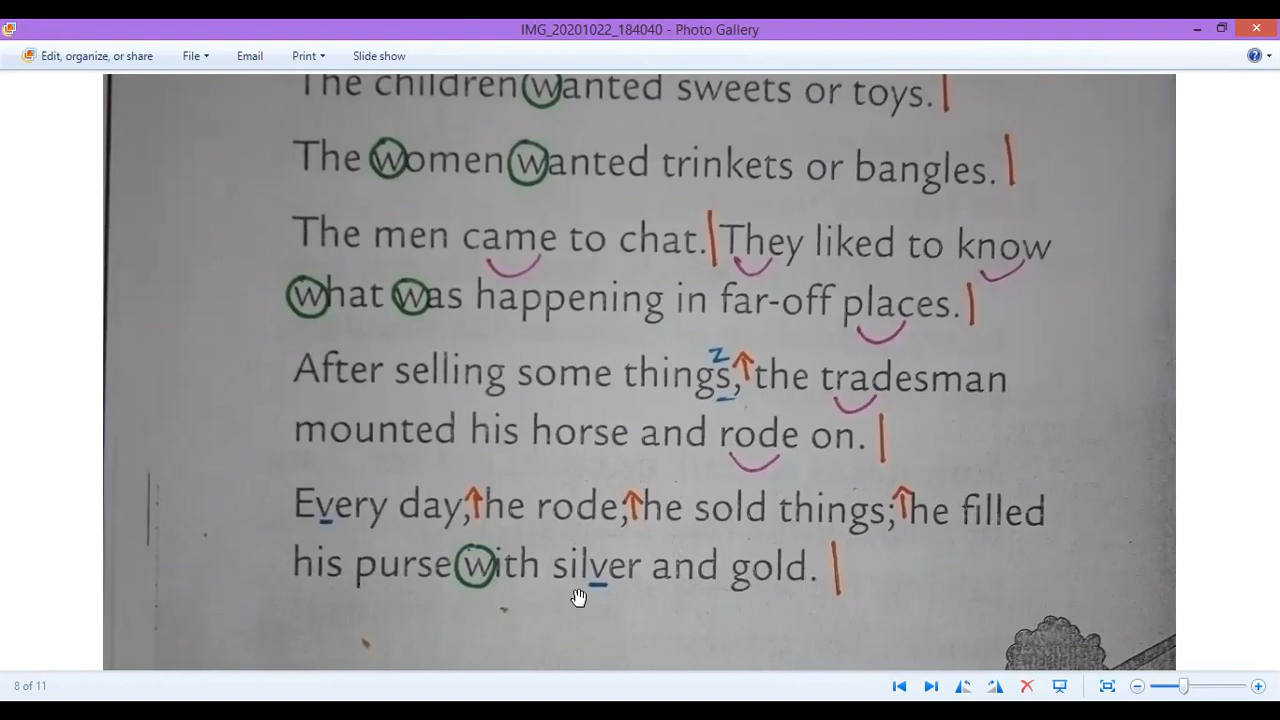 IMG_20201022_184040 - Photo Gallery
Edit, organize, or share File Email Print Slide show
The children wanted sweets or toys.
The women wanted trinkets or bangles.
The men came to chat. They liked to know
what was happening in far-off places.
z
After selling some things, the tradesman
mounted his horse and rode on.
Every day, he rode, he sold things; he filled
his purse with silver and gold.
8 of 11